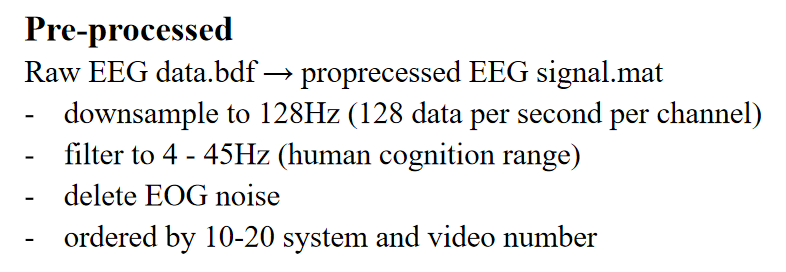 Pre-processed
Raw EEG data.bdf → proprecessed EEG signal.mat
- downsample to 128Hz (128 data per second per channel)
- filter to 4 - 45Hz (human cognition range)
- delete EOG noise
- ordered by 10-20 system and video number